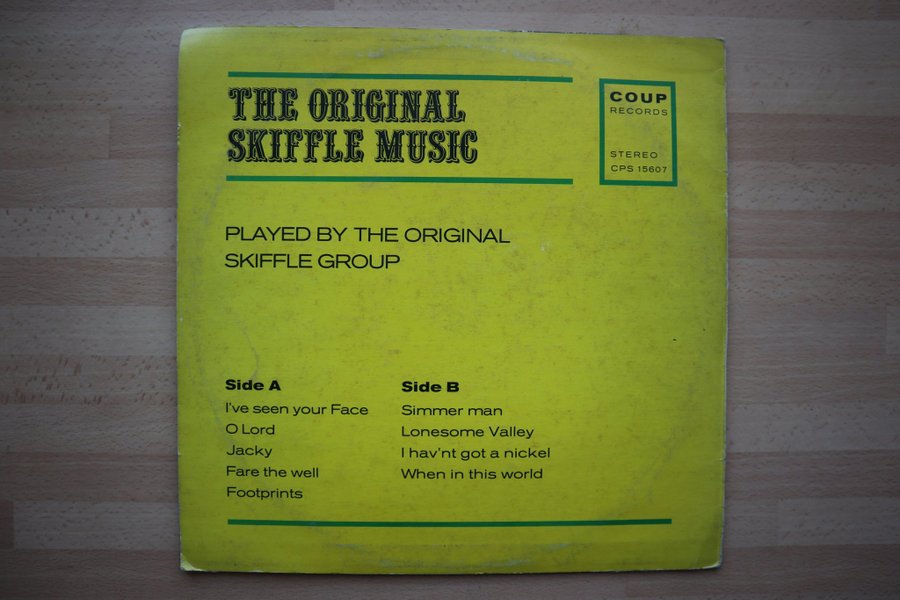 THE ORIGINAL
SKIFFLE MUSIC
COUP
RECORDS
STEREO
CPS 15607
PLAYED BY THE ORIGINAL
SKIFFLE GROUP
Side A
I've seen your Face
O Lord
Jacky
Fare the well
Footprints
Side B
Simmer man
Lonesome Valley
I hav'nt got a nickel
When in this world